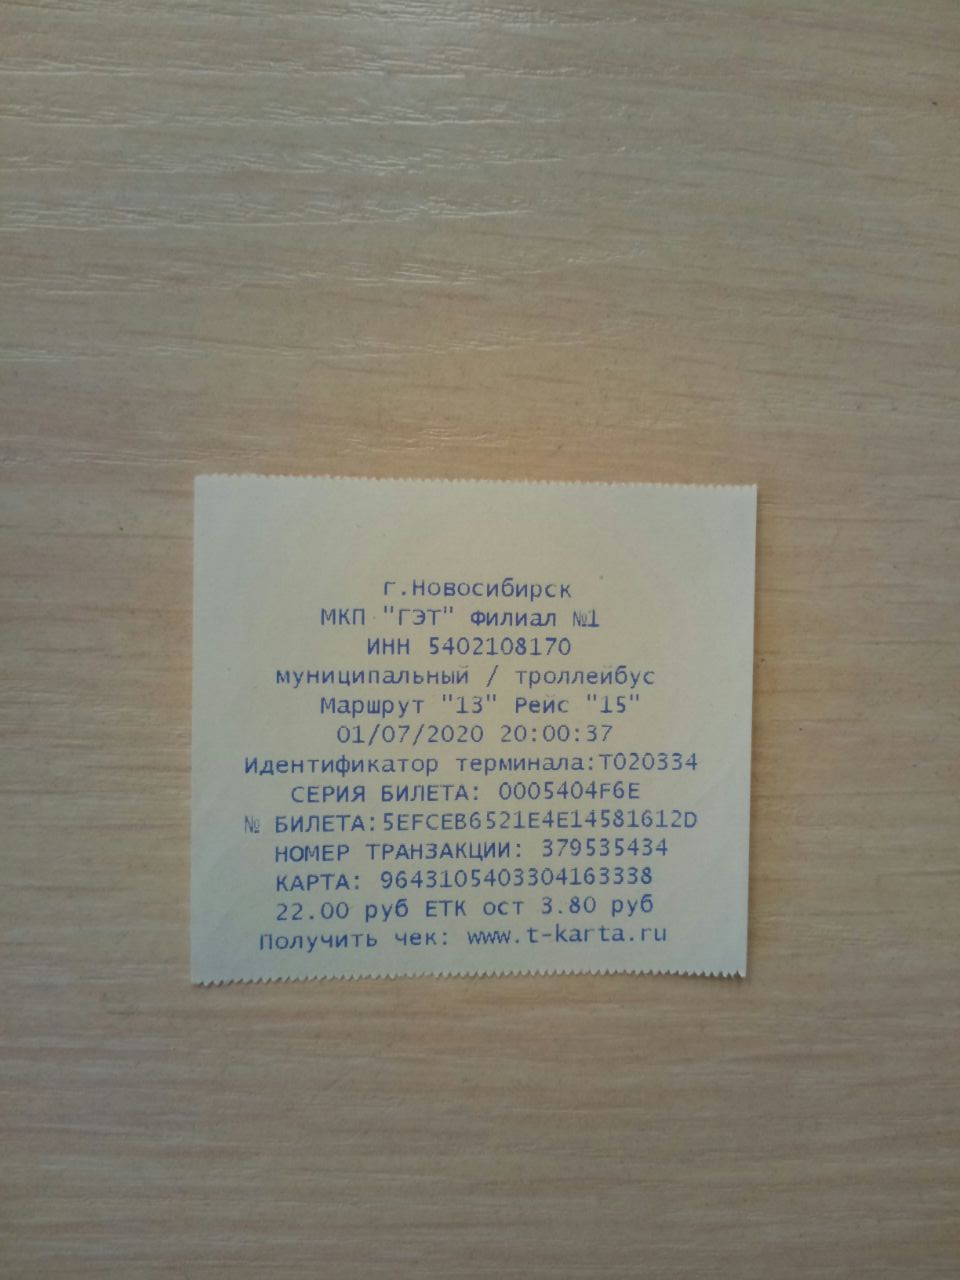 г.Новосибирск
МКП "ГЭТ" Филиал №1
ИНН 5402108170
муниципальный / троллейбус
Маршрут "13" Рейс "15"
01/07/2020 20:00:37
Идентификатор терминала:T020334
СЕРИЯ БИЛЕТА: 0005404F6E
№ БИЛЕТА:5EFCEB6521E4E14581612D
НОМЕР ТРАНЗАКЦИИ: 379535434
КАРТА: 9643105403304163338
22.00 руб ЕТК ост 3.80 руб
Получить чек: www.t-karta.ru